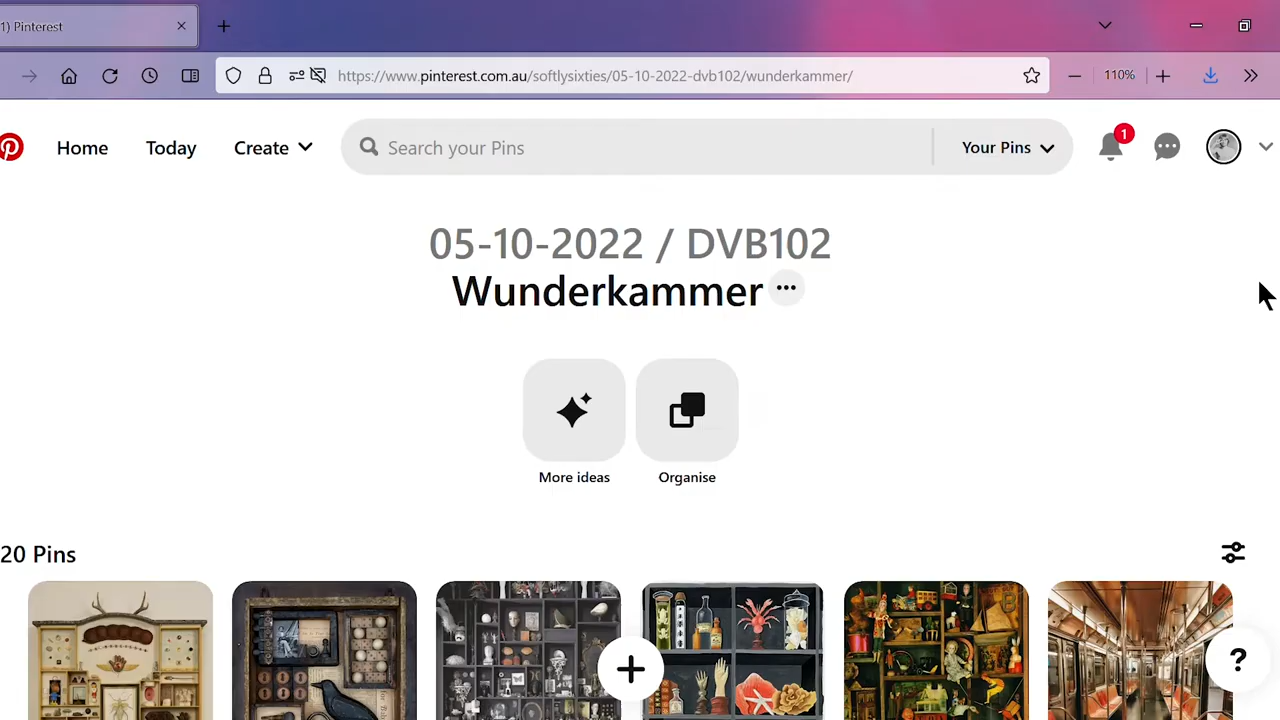 1) Pinterest
https://www.pinterest.com.au/softlysixties/05-10-2022-dvb102/wunderkammer/
110%
Home
Today
Create
Search your Pins
Your Pins
1
05-10-2022 / DVB102
Wunderkammer
More ideas
Organise
20 Pins
?